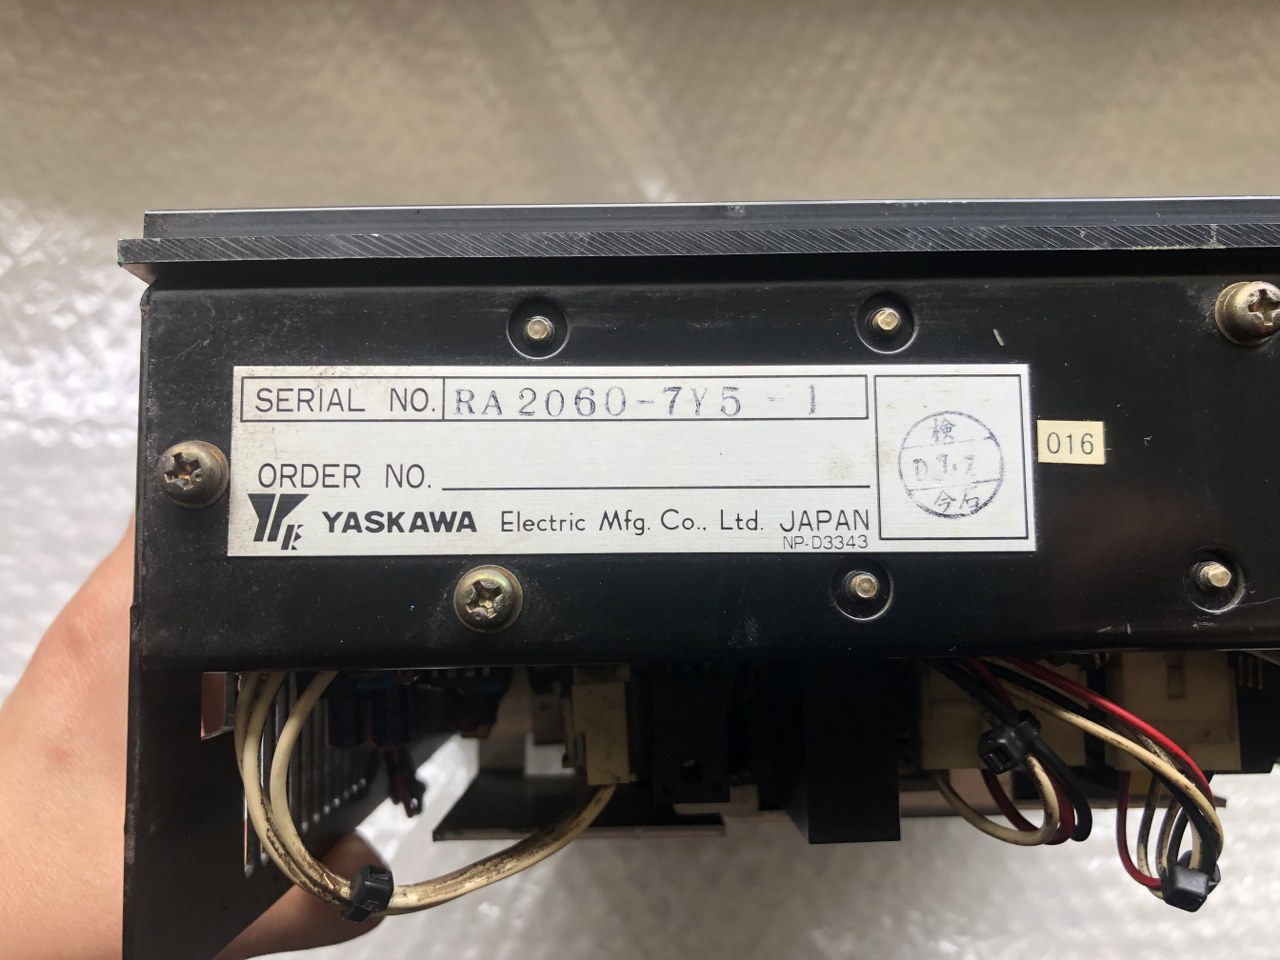 SERIAL NO. RA2060-7Y5-1
ORDER NO.
YASKAWA Electric Mfg. Co., Ltd. JAPAN
NP-D3343
検
今石
016